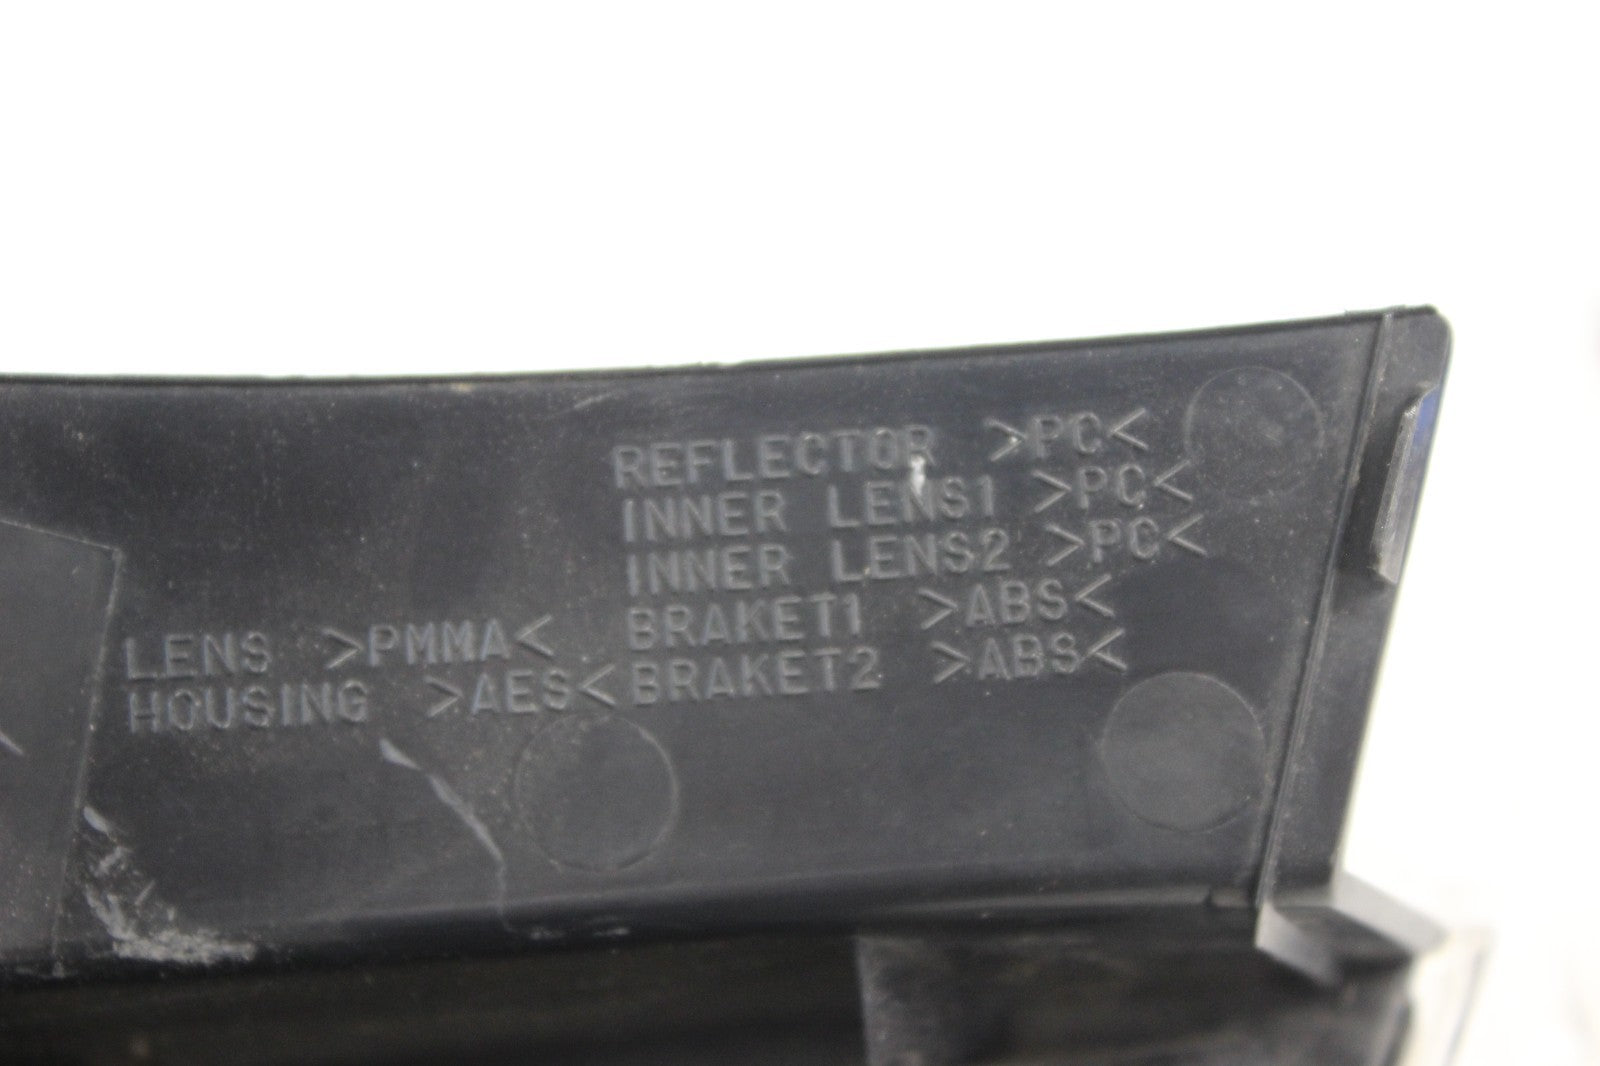 REFLECTOR >PC<
INNER LENS1 >PC<
INNER LENS2 >PC<
LENS >PMMA< BRAKET1 >ABS<
HOUSING >AES< BRAKET2 >ABS<